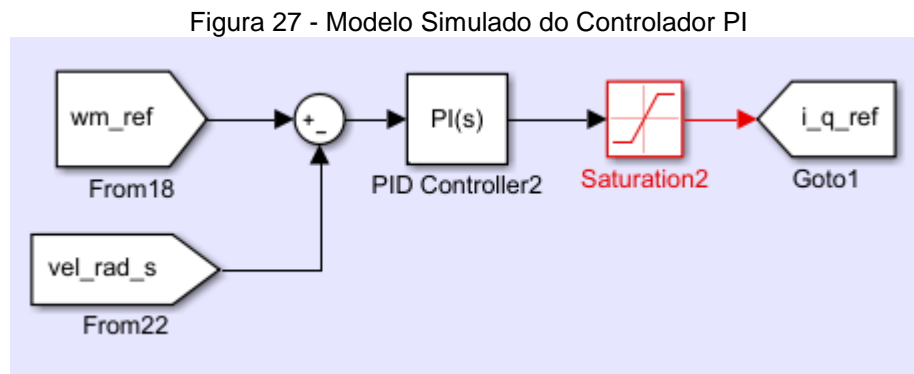 Figura 27 - Modelo Simulado do Controlador PI
wm_ref
From18
+
-
PI(s)
PID Controller2
Saturation2
i_q_ref
Goto1
vel_rad_s
From22